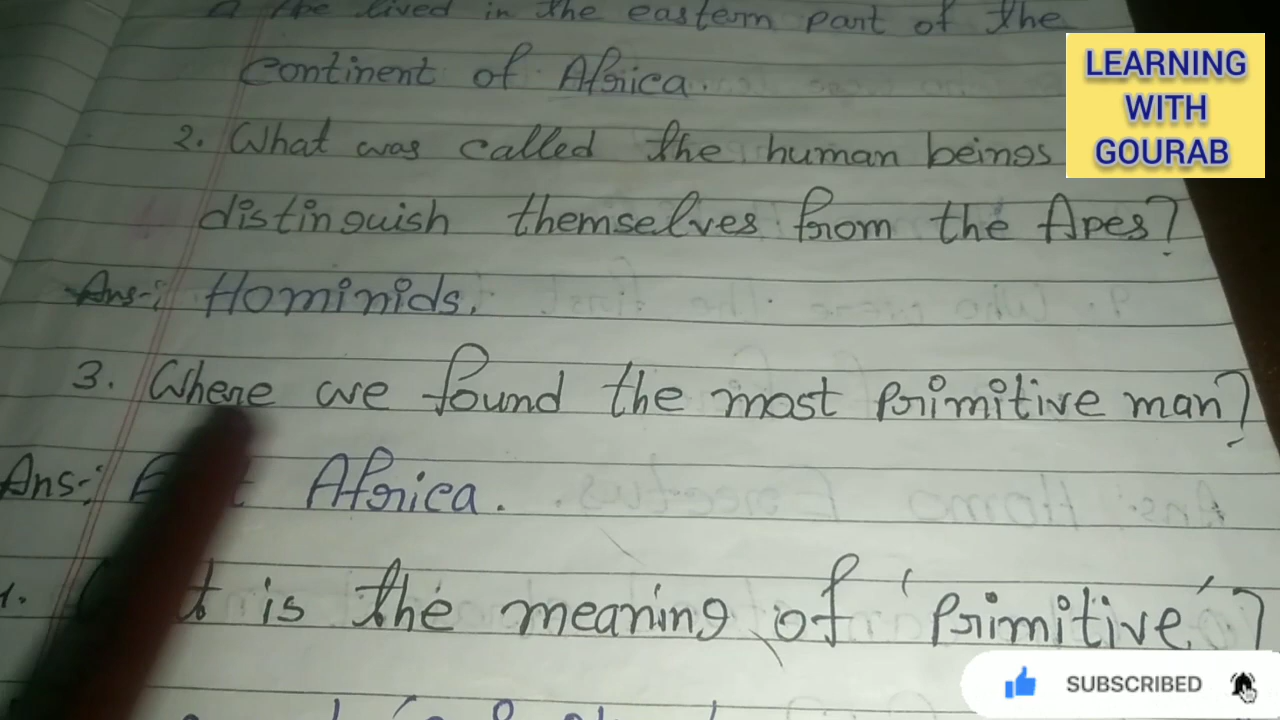 the lived in the eastern part of the
continent of Africa.
2. What was called the human beings
distinguish themselves from the Apes?
Ans-: Hominids.
3. Where we found the most primitive man?
Ans-: Africa.
is the meaning of 'Primitive'?
LEARNING
WITH
GOURAB
SUBSCRIBED